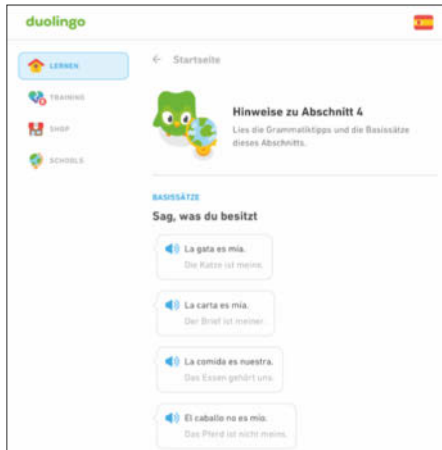 duolingo
LERNEN
TRAINING
SHOP
SCHOOLS
← Startseite
Hinweise zu Abschnitt 4
Lies die Grammatiktipps und die Basissätze
dieses Abschnitts.
BASISSÄTZE
Sag, was du besitzt
La gata es mía.
Die Katze ist meine.
La carta es mía.
Der Brief ist meiner.
La comida es nuestra.
Das Essen gehört uns.
El caballo no es mío.
Das Pferd ist nicht meins.